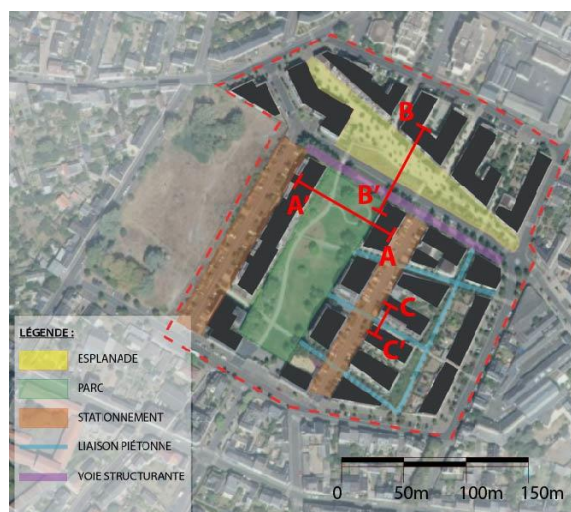 B
B'
A'
A
C
C'
LÉGENDE :
ESPLANADE
PARC
STATIONNEMENT
LIAISON PIÉTONNE
VOIE STRUCTURANTE
0 50m 100m 150m